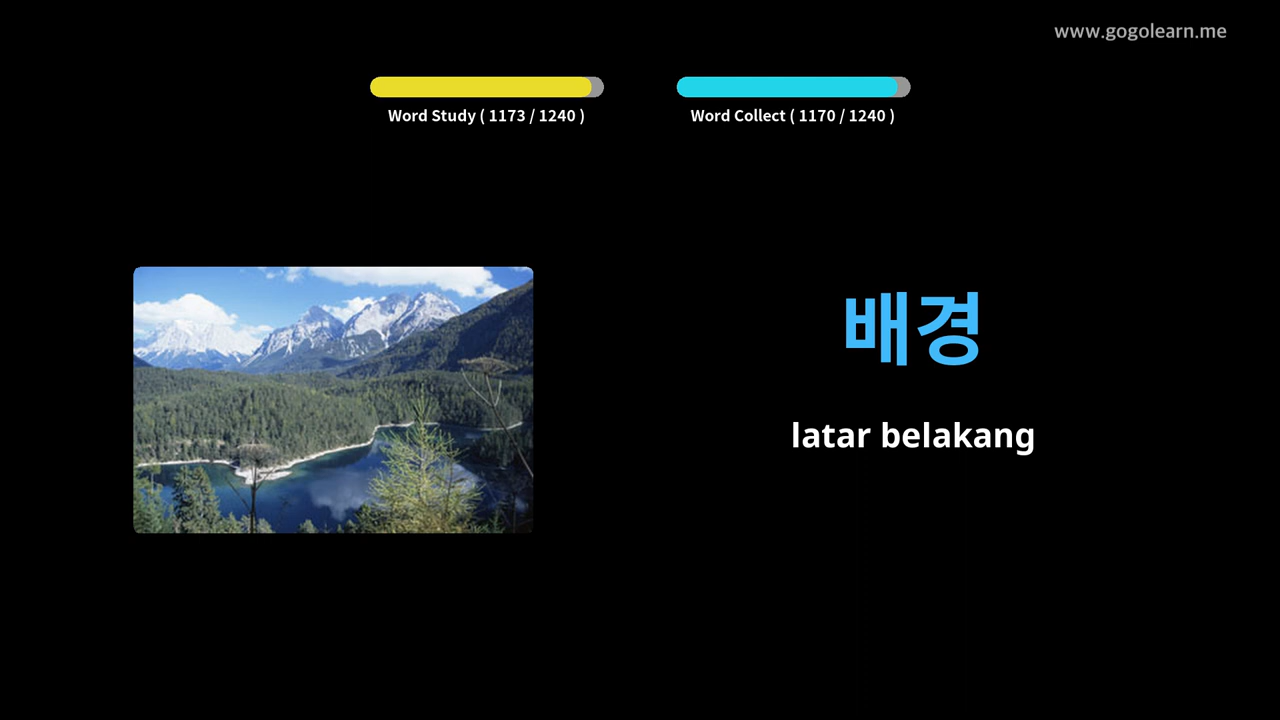 www.gogolearn.me
Word Study ( 1173 / 1240 )
Word Collect ( 1170 / 1240 )
배경
latar belakang